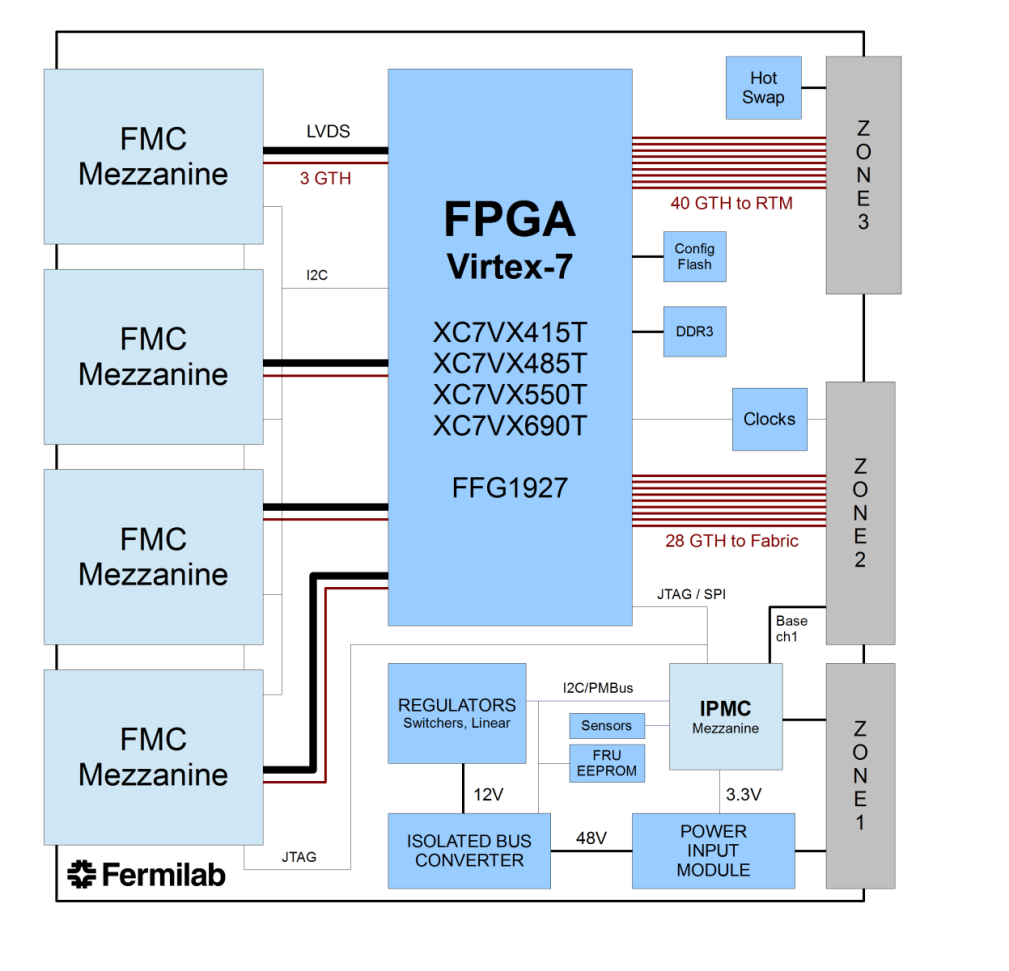 FMC
Mezzanine
LVDS
3 GTH
I2C
FMC
Mezzanine
FMC
Mezzanine
FMC
Mezzanine
JTAG
Fermilab
FPGA
Virtex-7
XC7VX415T
XC7VX485T
XC7VX550T
XC7VX690T
FFG1927
Hot
Swap
40 GTH to RTM
Config
Flash
DDR3
Clocks
28 GTH to Fabric
JTAG / SPI
Base
ch1
Z
O
N
E
3
Z
O
N
E
2
Z
O
N
E
1
REGULATORS
Switchers, Linear
I2C/PMBus
Sensors
FRU
EEPROM
IPMC
Mezzanine
12V
3.3V
ISOLATED BUS
CONVERTER
48V
POWER
INPUT
MODULE